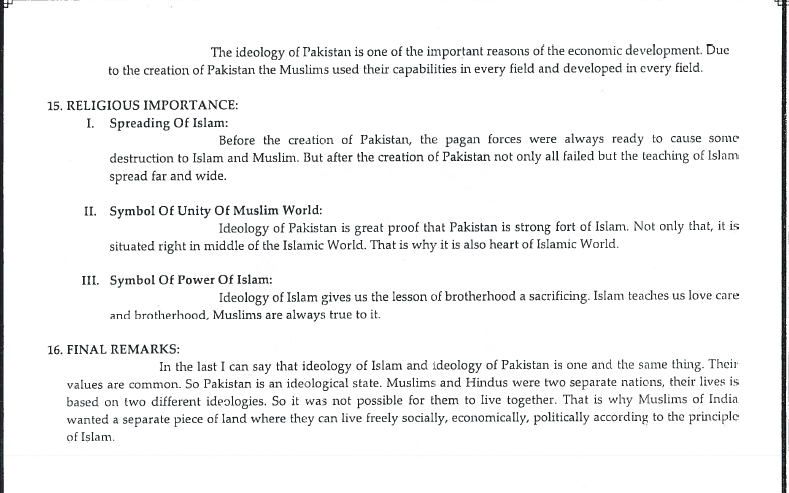 The ideology of Pakistan is one of the important reasons of the economic development. Due
to the creation of Pakistan the Muslims used their capabilities in every field and developed in every field.
15. RELIGIOUS IMPORTANCE:
I. Spreading Of Islam:
Before the creation of Pakistan, the pagan forces were always ready to cause some
destruction to Islam and Muslim. But after the creation of Pakistan not only all failed but the teaching of Islam
spread far and wide.
II. Symbol Of Unity Of Muslim World:
Ideology of Pakistan is great proof that Pakistan is strong fort of Islam. Not only that, it is
situated right in middle of the Islamic World. That is why it is also heart of Islamic World.
III. Symbol Of Power Of Islam:
Ideology of Islam gives us the lesson of brotherhood a sacrificing. Islam teaches us love care
and brotherhood, Muslims are always true to it.
16. FINAL REMARKS:
In the last I can say that ideology of Islam and ideology of Pakistan is one and the same thing. Their
values are common. So Pakistan is an ideological state. Muslims and Hindus were two separate nations, their lives is
based on two different ideologies. So it was not possible for them to live together. That is why Muslims of India
wanted a separate piece of land where they can live freely socially, economically, politically according to the principle
of Islam.